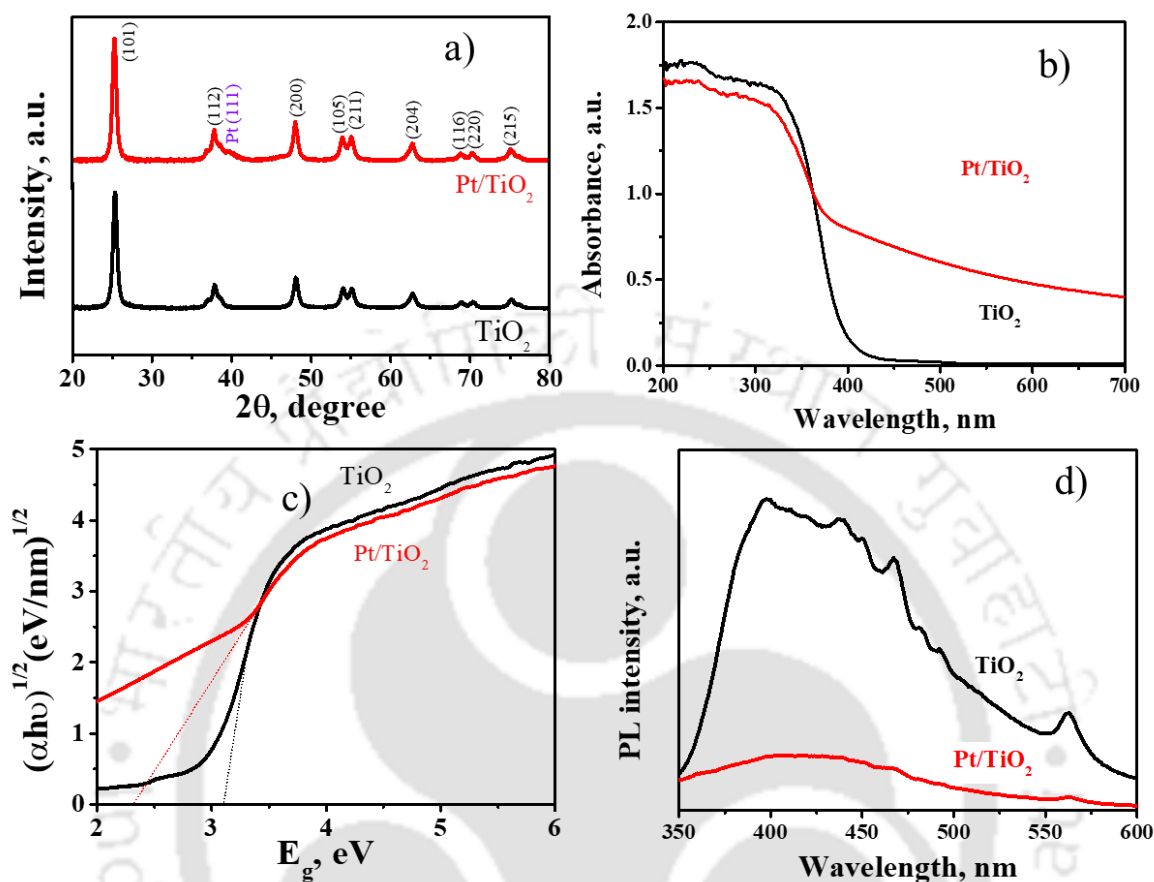 a)
(101)
(112)
Pt (111)
(200)
(105)
(211)
(204)
(116)
(220)
(215)
Pt/TiO₂
TiO₂
Intensity, a.u.
20 30 40 50 60 70 80
2θ, degree
b)
2.0
1.5
1.0
0.5
0.0
Absorbance, a.u.
Pt/TiO₂
TiO₂
200 300 400 500 600 700
Wavelength, nm
c)
5
4
3
2
1
0
TiO₂
Pt/TiO₂
(αhυ)^1/2 (eV/nm)^1/2
2 3 4 5 6
E_g, eV
d)
PL intensity, a.u.
TiO₂
Pt/TiO₂
350 400 450 500 550 600
Wavelength, nm